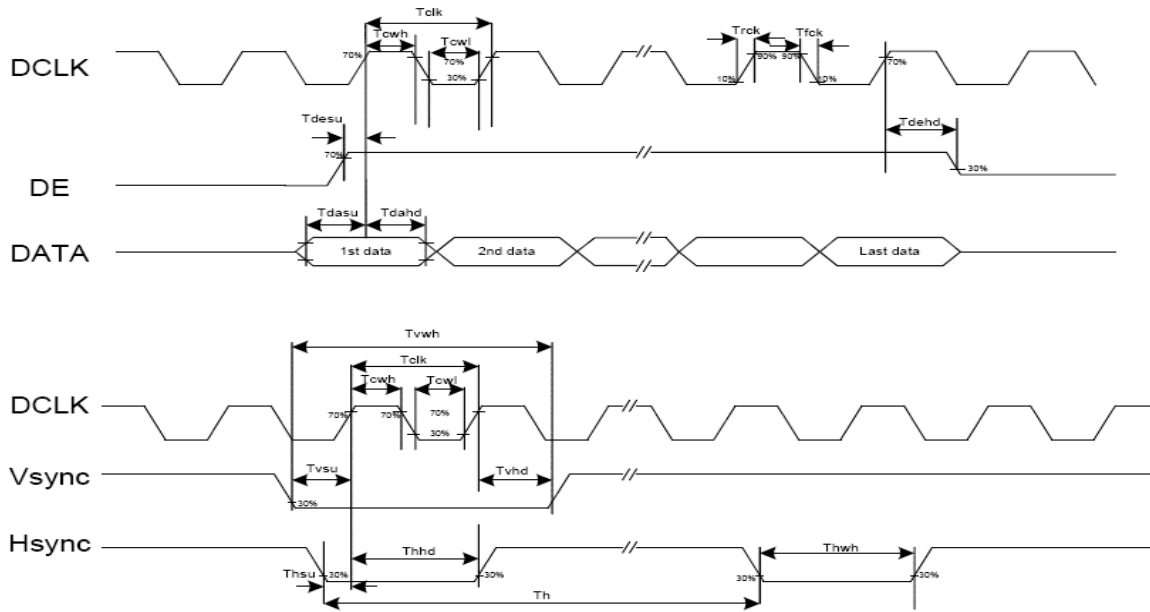 Tclk
Tcwh Tcwl Trck Tfck
DCLK 70% 70% 30% 10% 90% 90% 10% 70%
Tdesu Tdehd
70%
DE 30%
Tdasu Tdahd
DATA 1st data 2nd data Last data
Tvwh
Tclk
Tcwh Tcwl
DCLK 70% 70% 70%
30%
Vsync Tvsu Tvhd
30%
Hsync Thhd Thwh
Thsu 30% 30% 30% 30%
Th